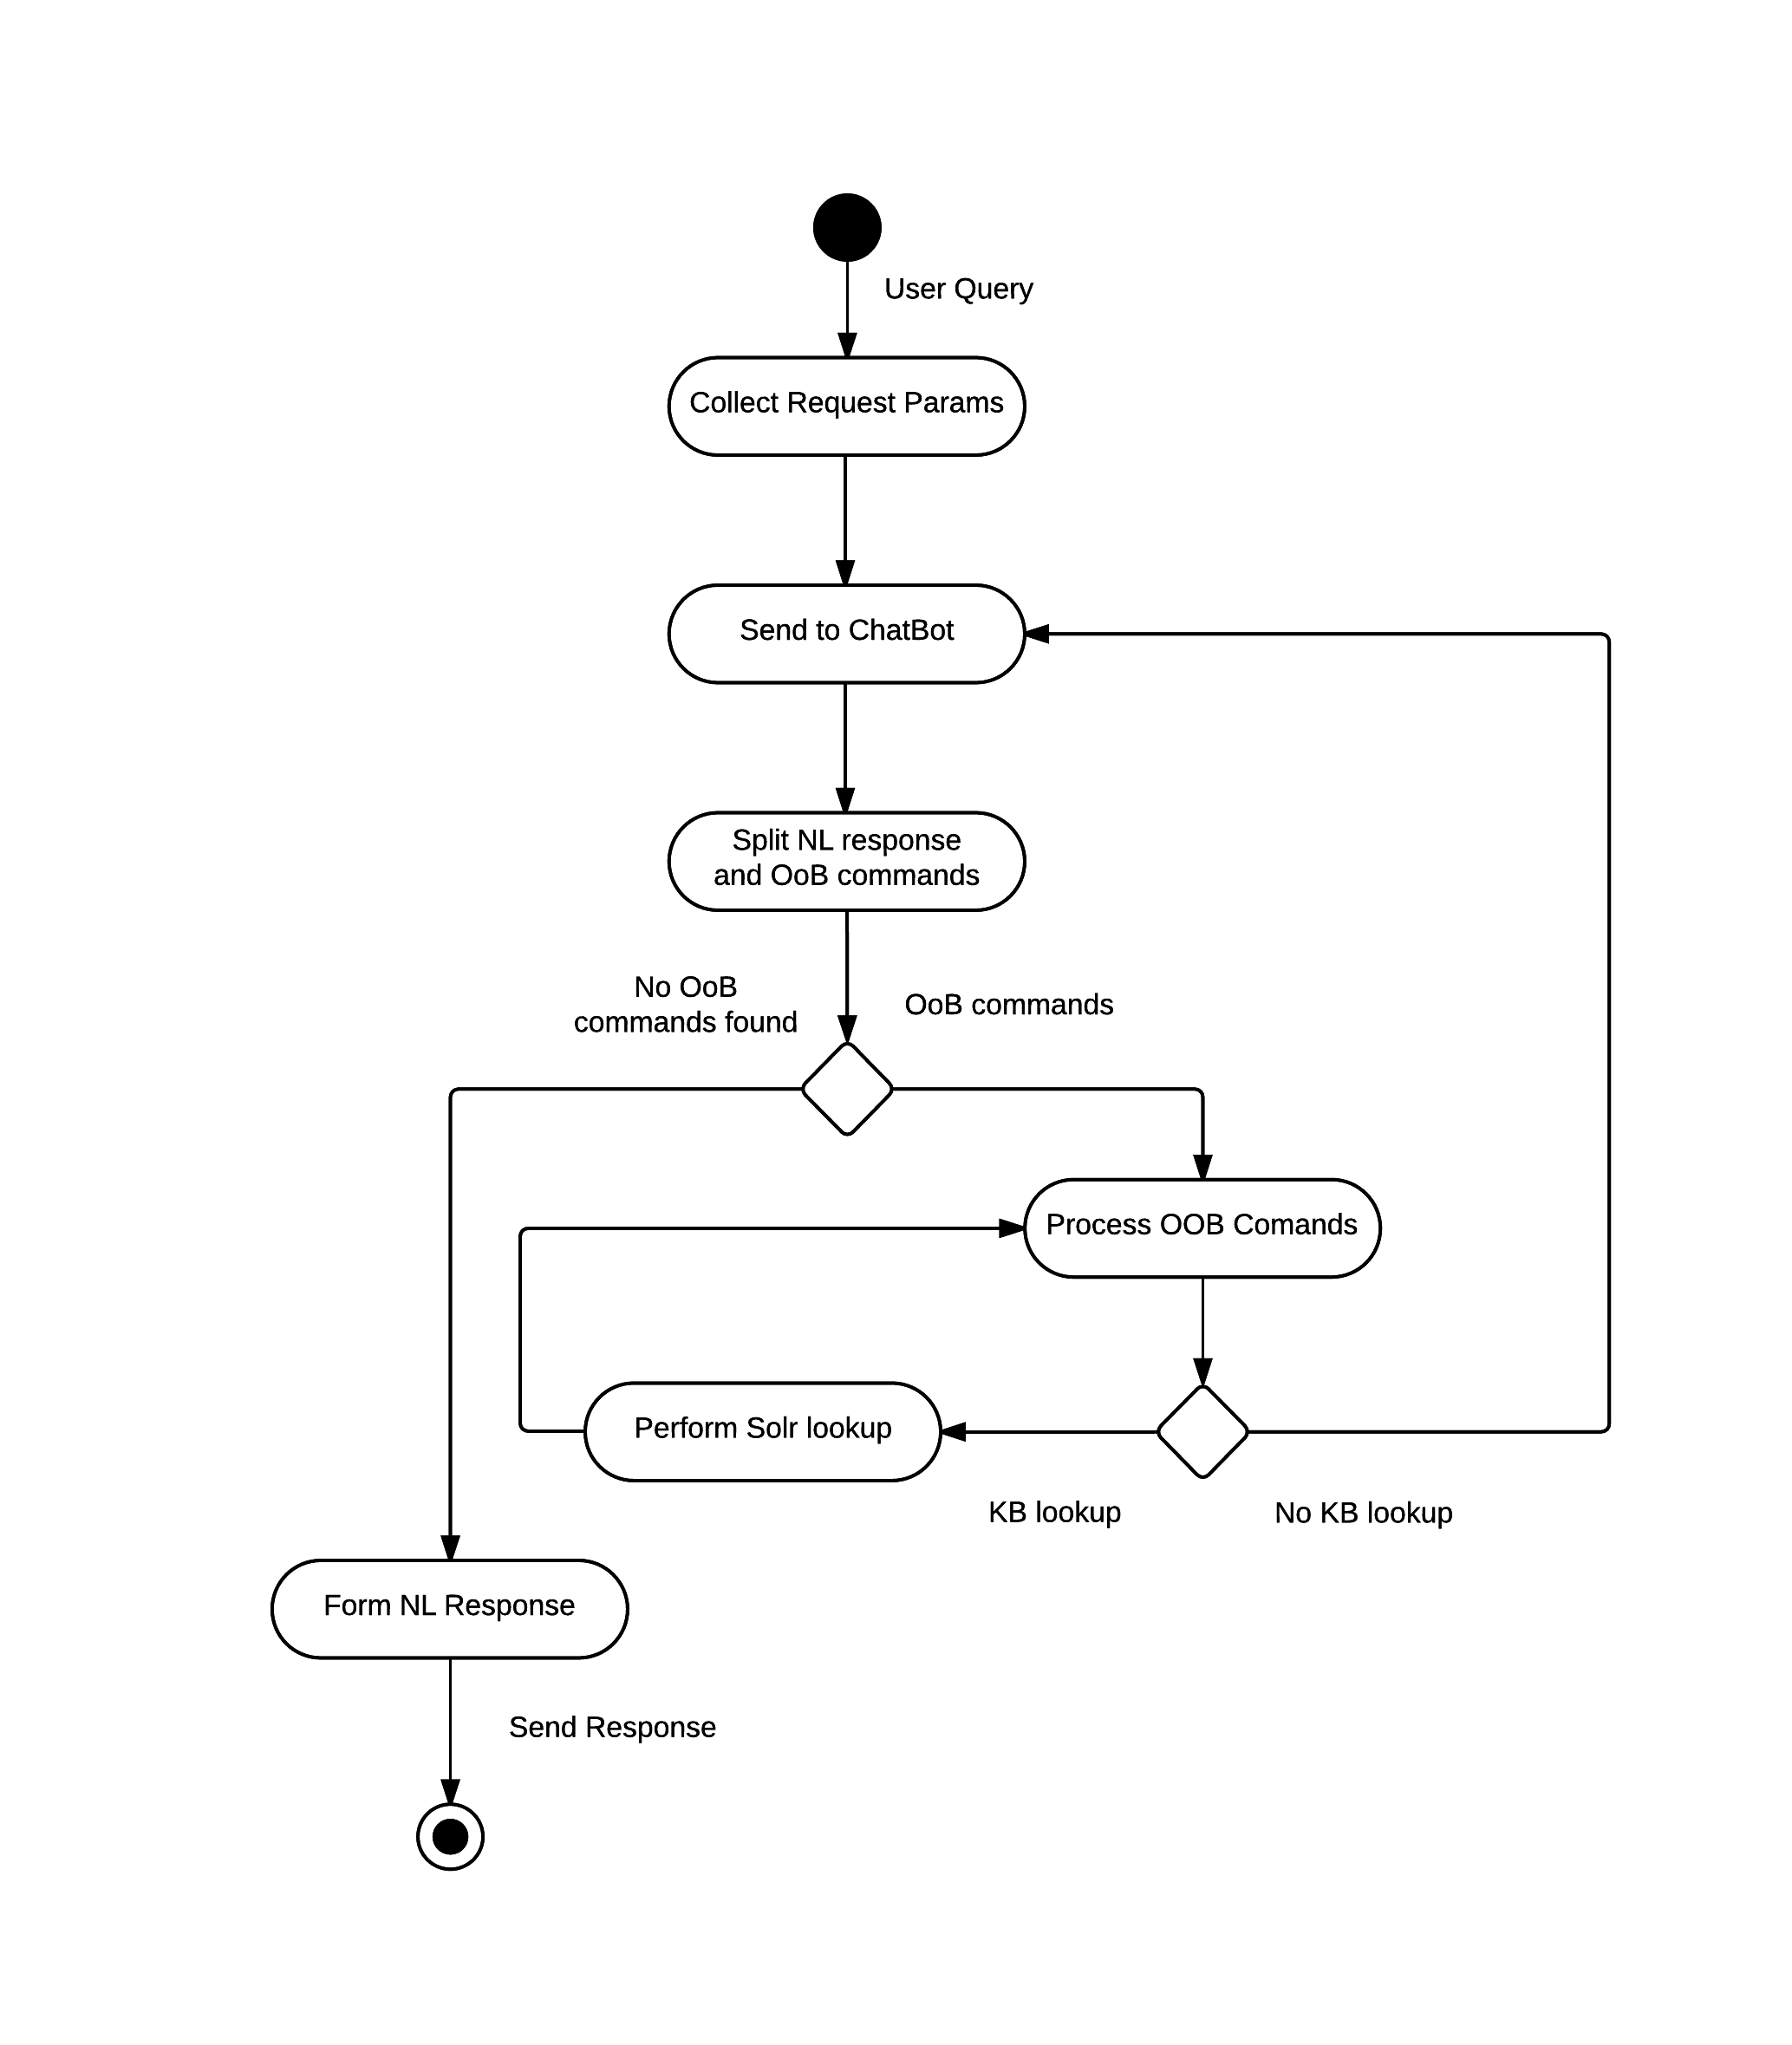 User Query
Collect Request Params
Send to ChatBot
Split NL response
and OoB commands
No OoB
commands found
OoB commands
Process OOB Comands
Perform Solr lookup
KB lookup
No KB lookup
Form NL Response
Send Response